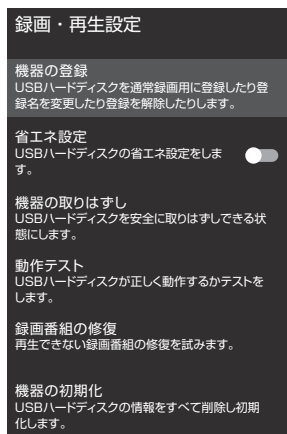 録画・再生設定
機器の登録
USBハードディスクを通常録画用に登録したり登
録名を変更したり登録を解除したりします。
省エネ設定
USBハードディスクの省エネ設定をしま
す。
機器の取りはずし
USBハードディスクを安全に取りはずしできる状
態にします。
動作テスト
USBハードディスクが正しく動作するかテストを
します。
録画番組の修復
再生できない録画番組の修復を試みます。
機器の初期化
USBハードディスクの情報をすべて削除し初期
化します。